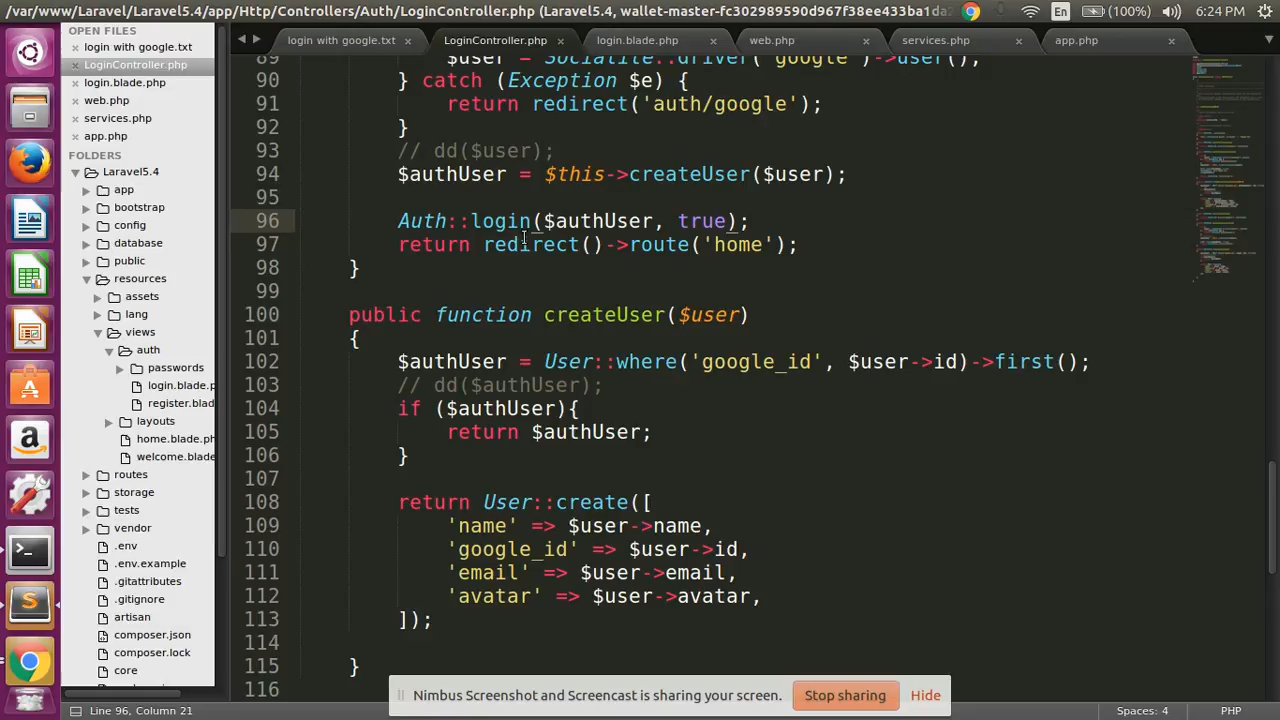 /var/www/Laravel/Laravel5.4/app/Http/Controllers/Auth/LoginController.php (Laravel5.4, wallet-master-fc302989590d967f38ee433ba1da2
En (100%) 6:24 PM
OPEN FILES
× login with google.txt
× LoginController.php
× login.blade.php
× web.php
× services.php
× app.php
FOLDERS
Laravel5.4
app
bootstrap
config
database
public
resources
assets
lang
views
auth
passwords
login.blade.p
register.blad
layouts
home.blade.ph
welcome.blade
routes
storage
tests
vendor
.env
.env.example
.gitattributes
.gitignore
artisan
composer.json
composer.lock
core
login with google.txt × LoginController.php × login.blade.php × web.php × services.php × app.php ×
89 $user = Socialite::driver('google')->user();
90 } catch (Exception $e) {
91 return redirect('auth/google');
92 }
93 // dd($user);
94 $authUser = $this->createUser($user);
95
96 Auth::login($authUser, true);
97 return redirect()->route('home');
98 }
99
100 public function createUser($user)
101 {
102 $authUser = User::where('google_id', $user->id)->first();
103 // dd($authUser);
104 if ($authUser){
105 return $authUser;
106 }
107
108 return User::create([
109 'name' => $user->name,
110 'google_id' => $user->id,
111 'email' => $user->email,
112 'avatar' => $user->avatar,
113 ]);
114
115 }
116
Nimbus Screenshot and Screencast is sharing your screen. Stop sharing Hide
Line 96, Column 21 Spaces: 4 PHP